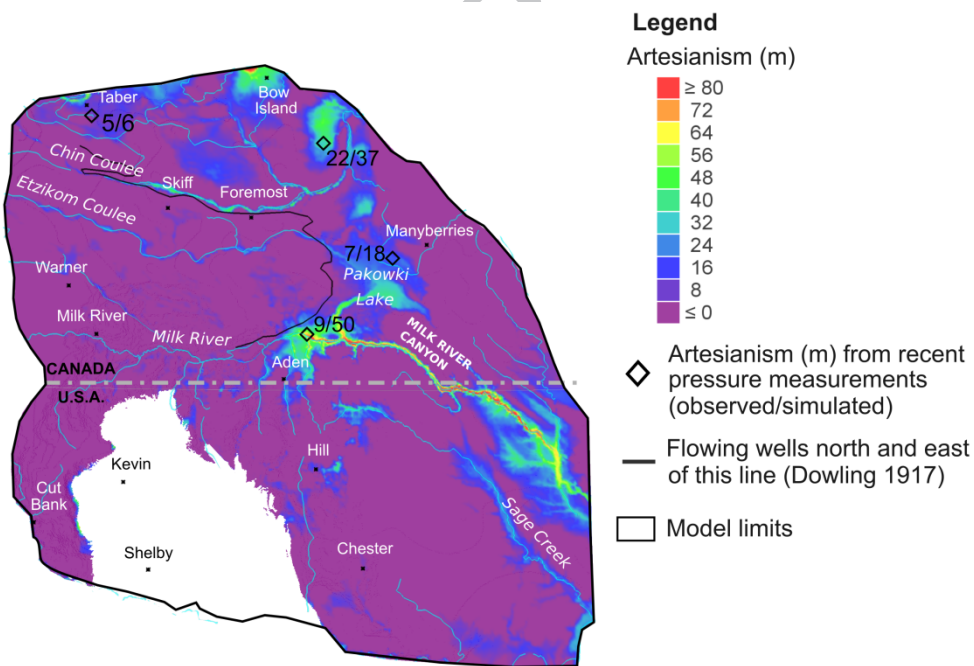 Legend
Artesianism (m)
≥ 80
72
64
56
48
40
32
24
16
8
≤ 0
Artesianism (m) from recent
pressure measurements
(observed/simulated)
Flowing wells north and east
of this line (Dowling 1917)
Model limits
Taber
5/6
Bow
Island
22/37
Chin Coulee
Skiff
Foremost
Etzikom Coulee
Manyberries
7/18
Pakowki
Lake
Warner
Milk River
Milk River
9/50
MILK RIVER
CANYON
Aden
CANADA
U.S.A.
Kevin
Hill
Cut
Bank
Sage Creek
Shelby
Chester